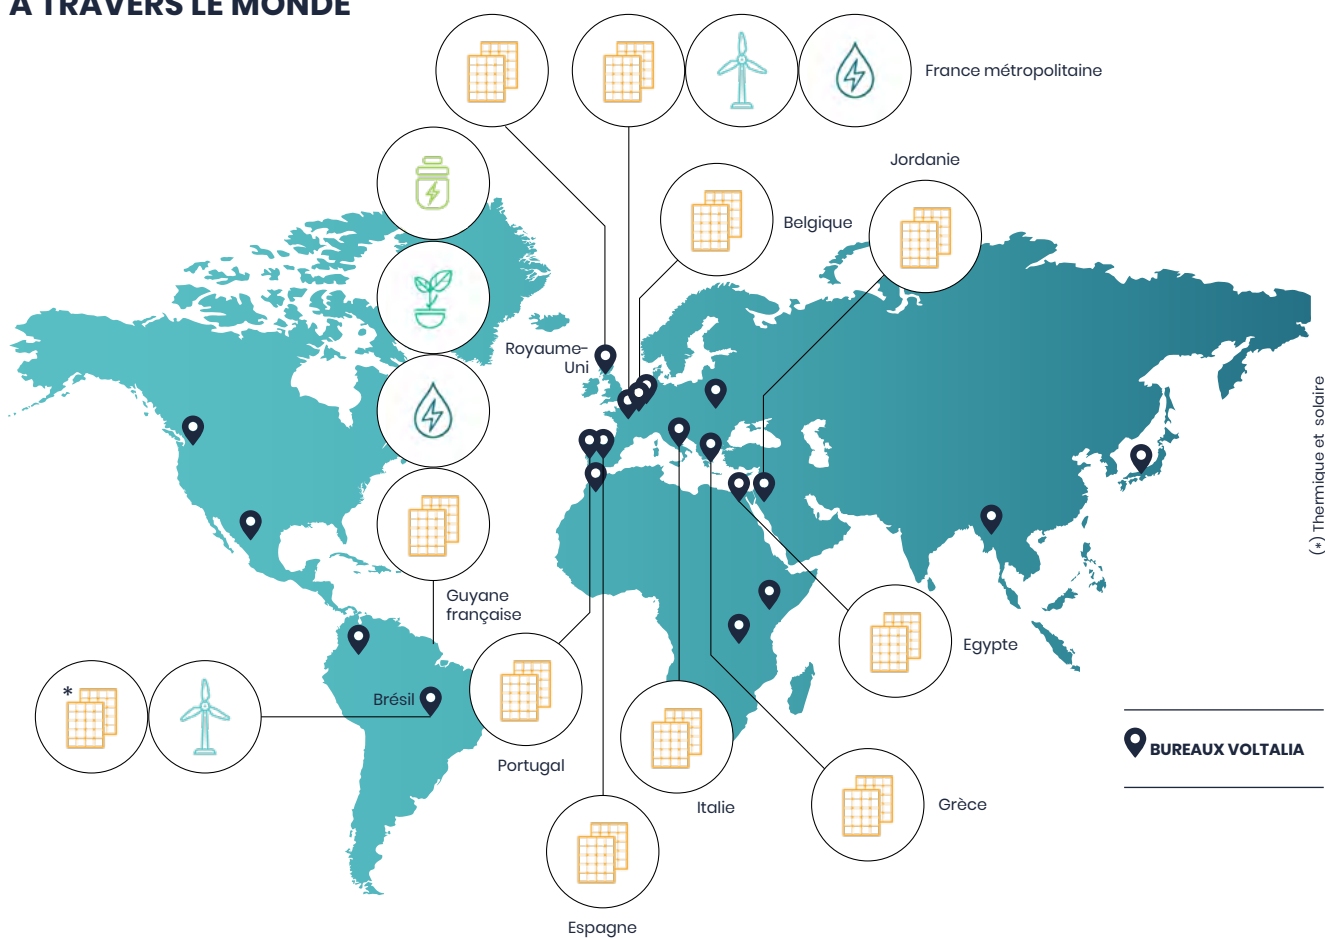 À TRAVERS LE MONDE
France métropolitaine
Jordanie
Belgique
Royaume-
Uni
Guyane
française
Brésil
*
Portugal
Espagne
Italie
Grèce
Egypte
BUREAUX VOLTALIA
(*) Thermique et solaire